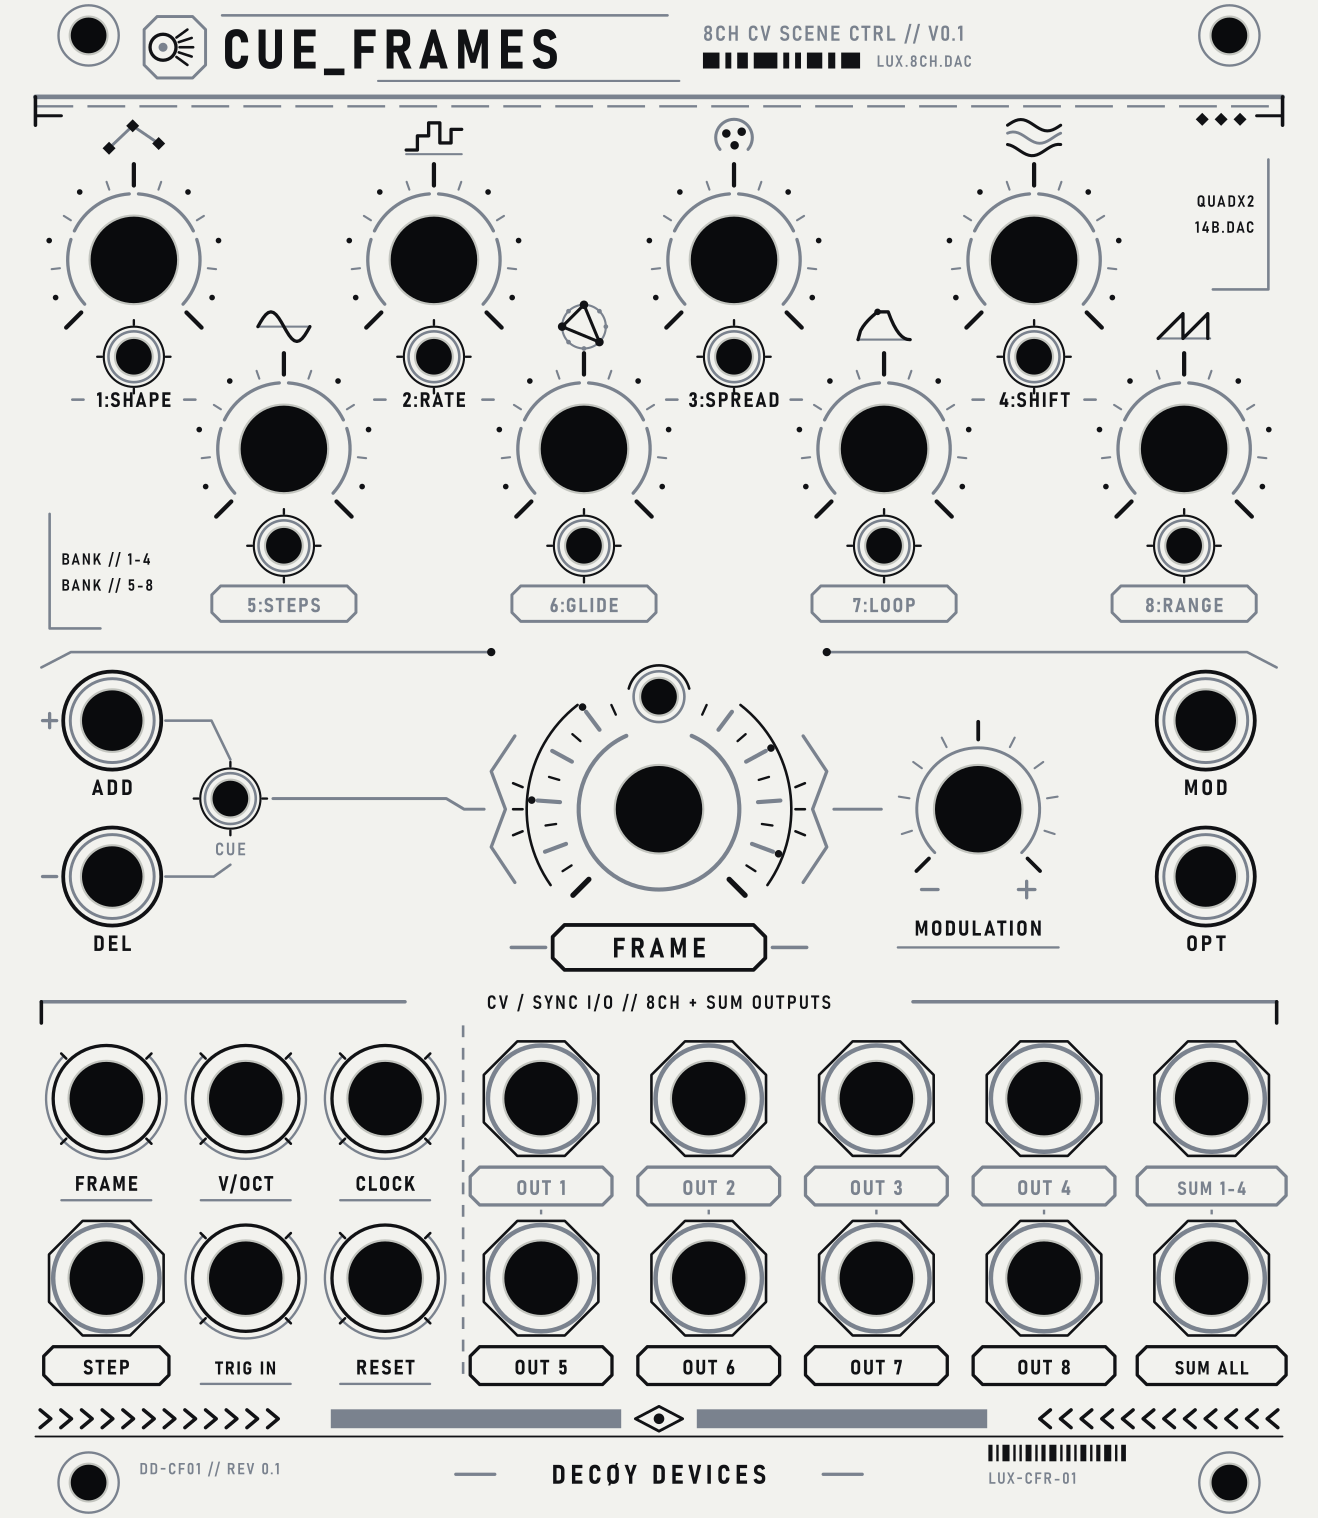 CUE_FRAMES
8CH CV SCENE CTRL // V0.1
LUX.8CH.DAC
QUADX2
14B.DAC
1:SHAPE
2:RATE
3:SPREAD
4:SHIFT
BANK // 1-4
BANK // 5-8
5:STEPS
6:GLIDE
7:LOOP
8:RANGE
+
ADD
MOD
CUE
− +
−
DEL
FRAME
MODULATION
OPT
CV / SYNC I/O // 8CH + SUM OUTPUTS
FRAME
V/OCT
CLOCK
OUT 1
OUT 2
OUT 3
OUT 4
SUM 1-4
STEP
TRIG IN
RESET
OUT 5
OUT 6
OUT 7
OUT 8
SUM ALL
DD-CF01 // REV 0.1
DECØY DEVICES
LUX-CFR-01